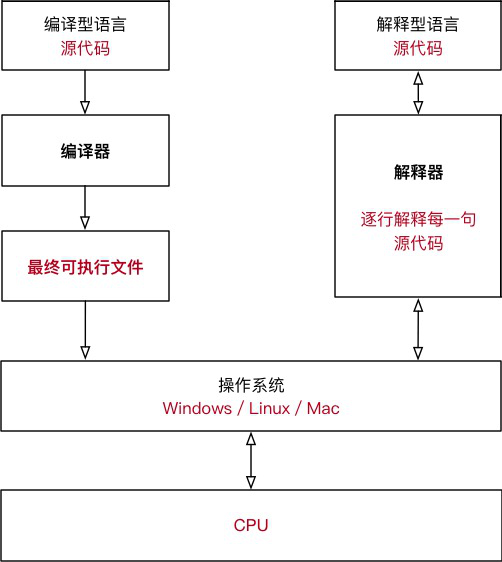 编译型语言
源代码
解释型语言
源代码
编译器
解释器
逐行解释每一句
源代码
最终可执行文件
操作系统
Windows / Linux / Mac
CPU